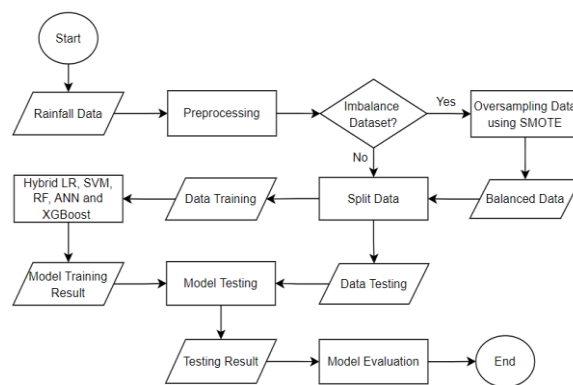 Start
Rainfall Data
Preprocessing
Imbalance
Dataset?
Yes
Oversampling Data
using SMOTE
No
Hybrid LR, SVM,
RF, ANN and
XGBoost
Data Training
Split Data
Balanced Data
Model Training
Result
Model Testing
Data Testing
Testing Result
Model Evaluation
End